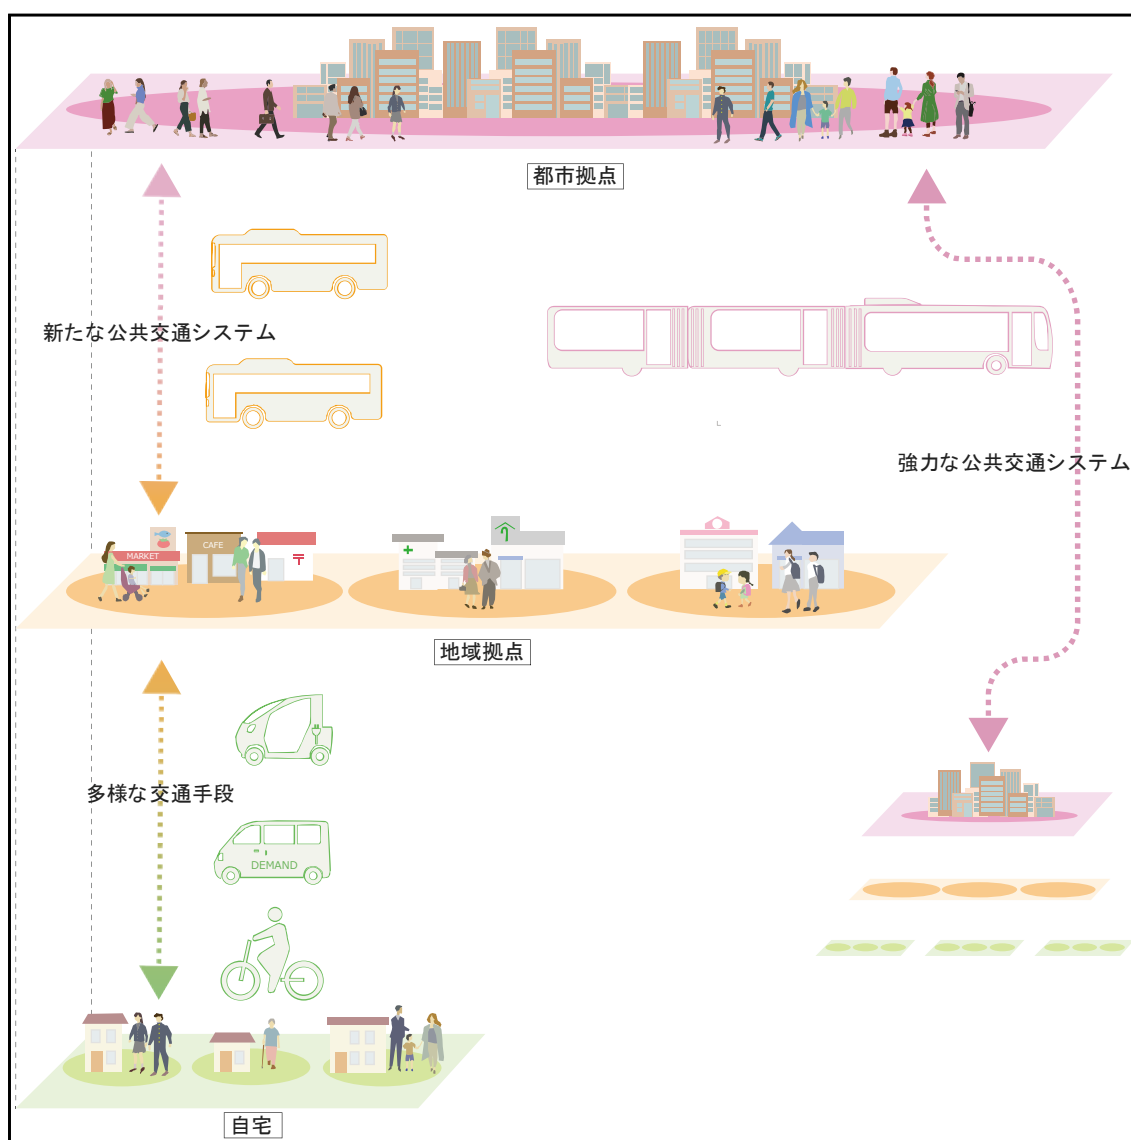 都市拠点
新たな公共交通システム
強力な公共交通システム
MARKET
CAFE
地域拠点
多様な交通手段
DEMAND
自宅